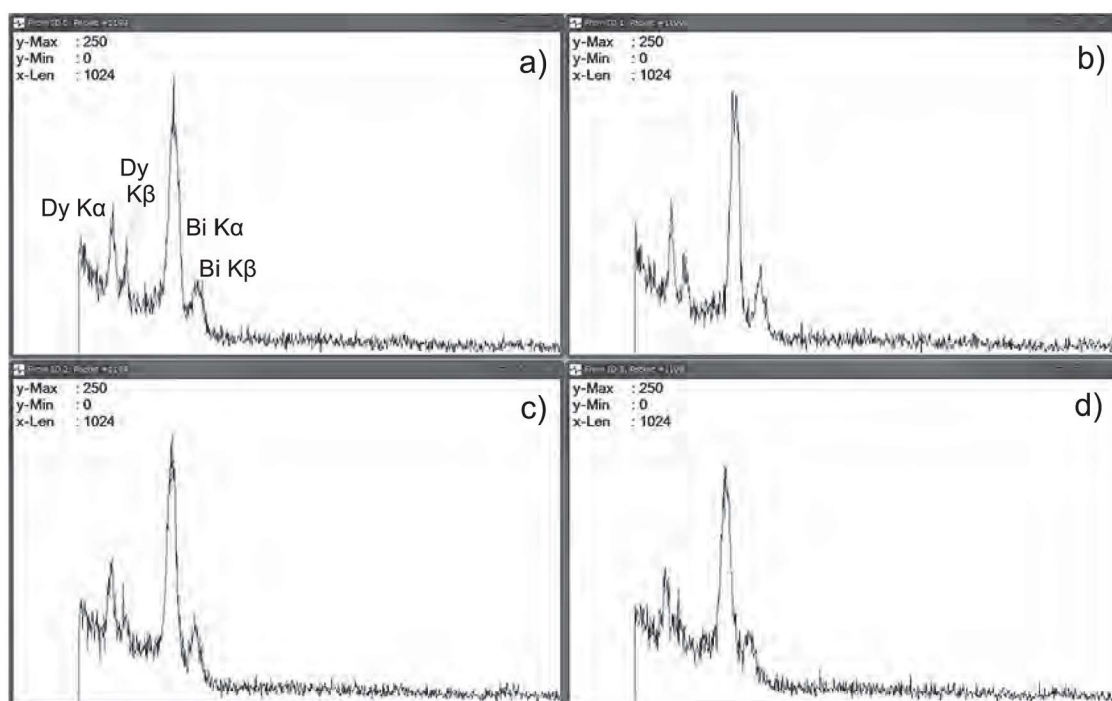 y-Max : 250
y-Min : 0
x-Len : 1024
a)
Dy
Kβ
Dy Kα
Bi Kα
Bi Kβ
y-Max : 250
y-Min : 0
x-Len : 1024
b)
y-Max : 250
y-Min : 0
x-Len : 1024
c)
y-Max : 250
y-Min : 0
x-Len : 1024
d)